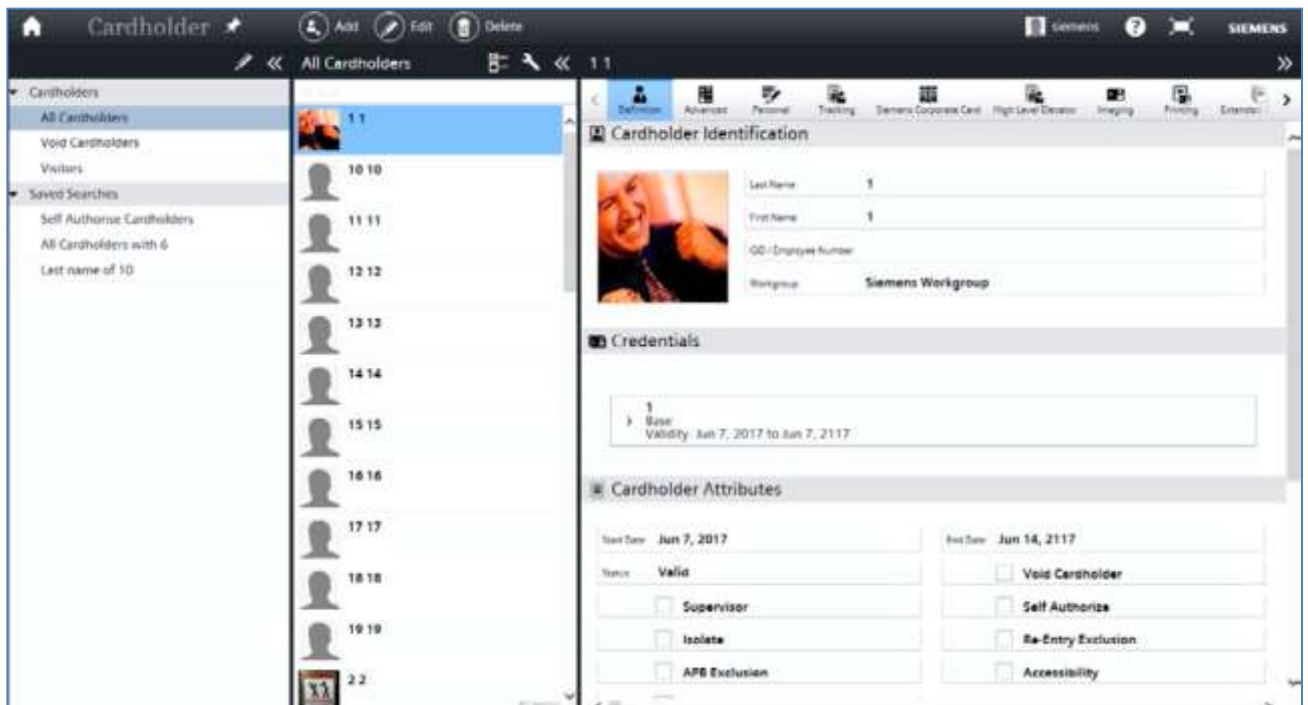 Cardholder Add Edit Delete siemens ? SIEMENS
All Cardholders 1 1
Cardholders
All Cardholders
Void Cardholders
Visitors
Saved Searches
Self Authorise Cardholders
All Cardholders with 6
Last name of 10
1 1
10 10
11 11
12 12
13 13
14 14
15 15
16 16
17 17
18 18
19 19
2 2
Definition Advanced Personal Tracking Siemens Corporate Card High Level Elevator Imaging Printing
Cardholder Identification
Last Name 1
First Name 1
GID / Employee Number
Workgroup Siemens Workgroup
Credentials
1
Base
Validity Jun 7, 2017 to Jun 7, 2117
Cardholder Attributes
Start Date Jun 7, 2017 End Date Jun 14, 2117
Status Valid Void Cardholder
Supervisor Self Authorize
Isolate Re-Entry Exclusion
APB Exclusion Accessibility